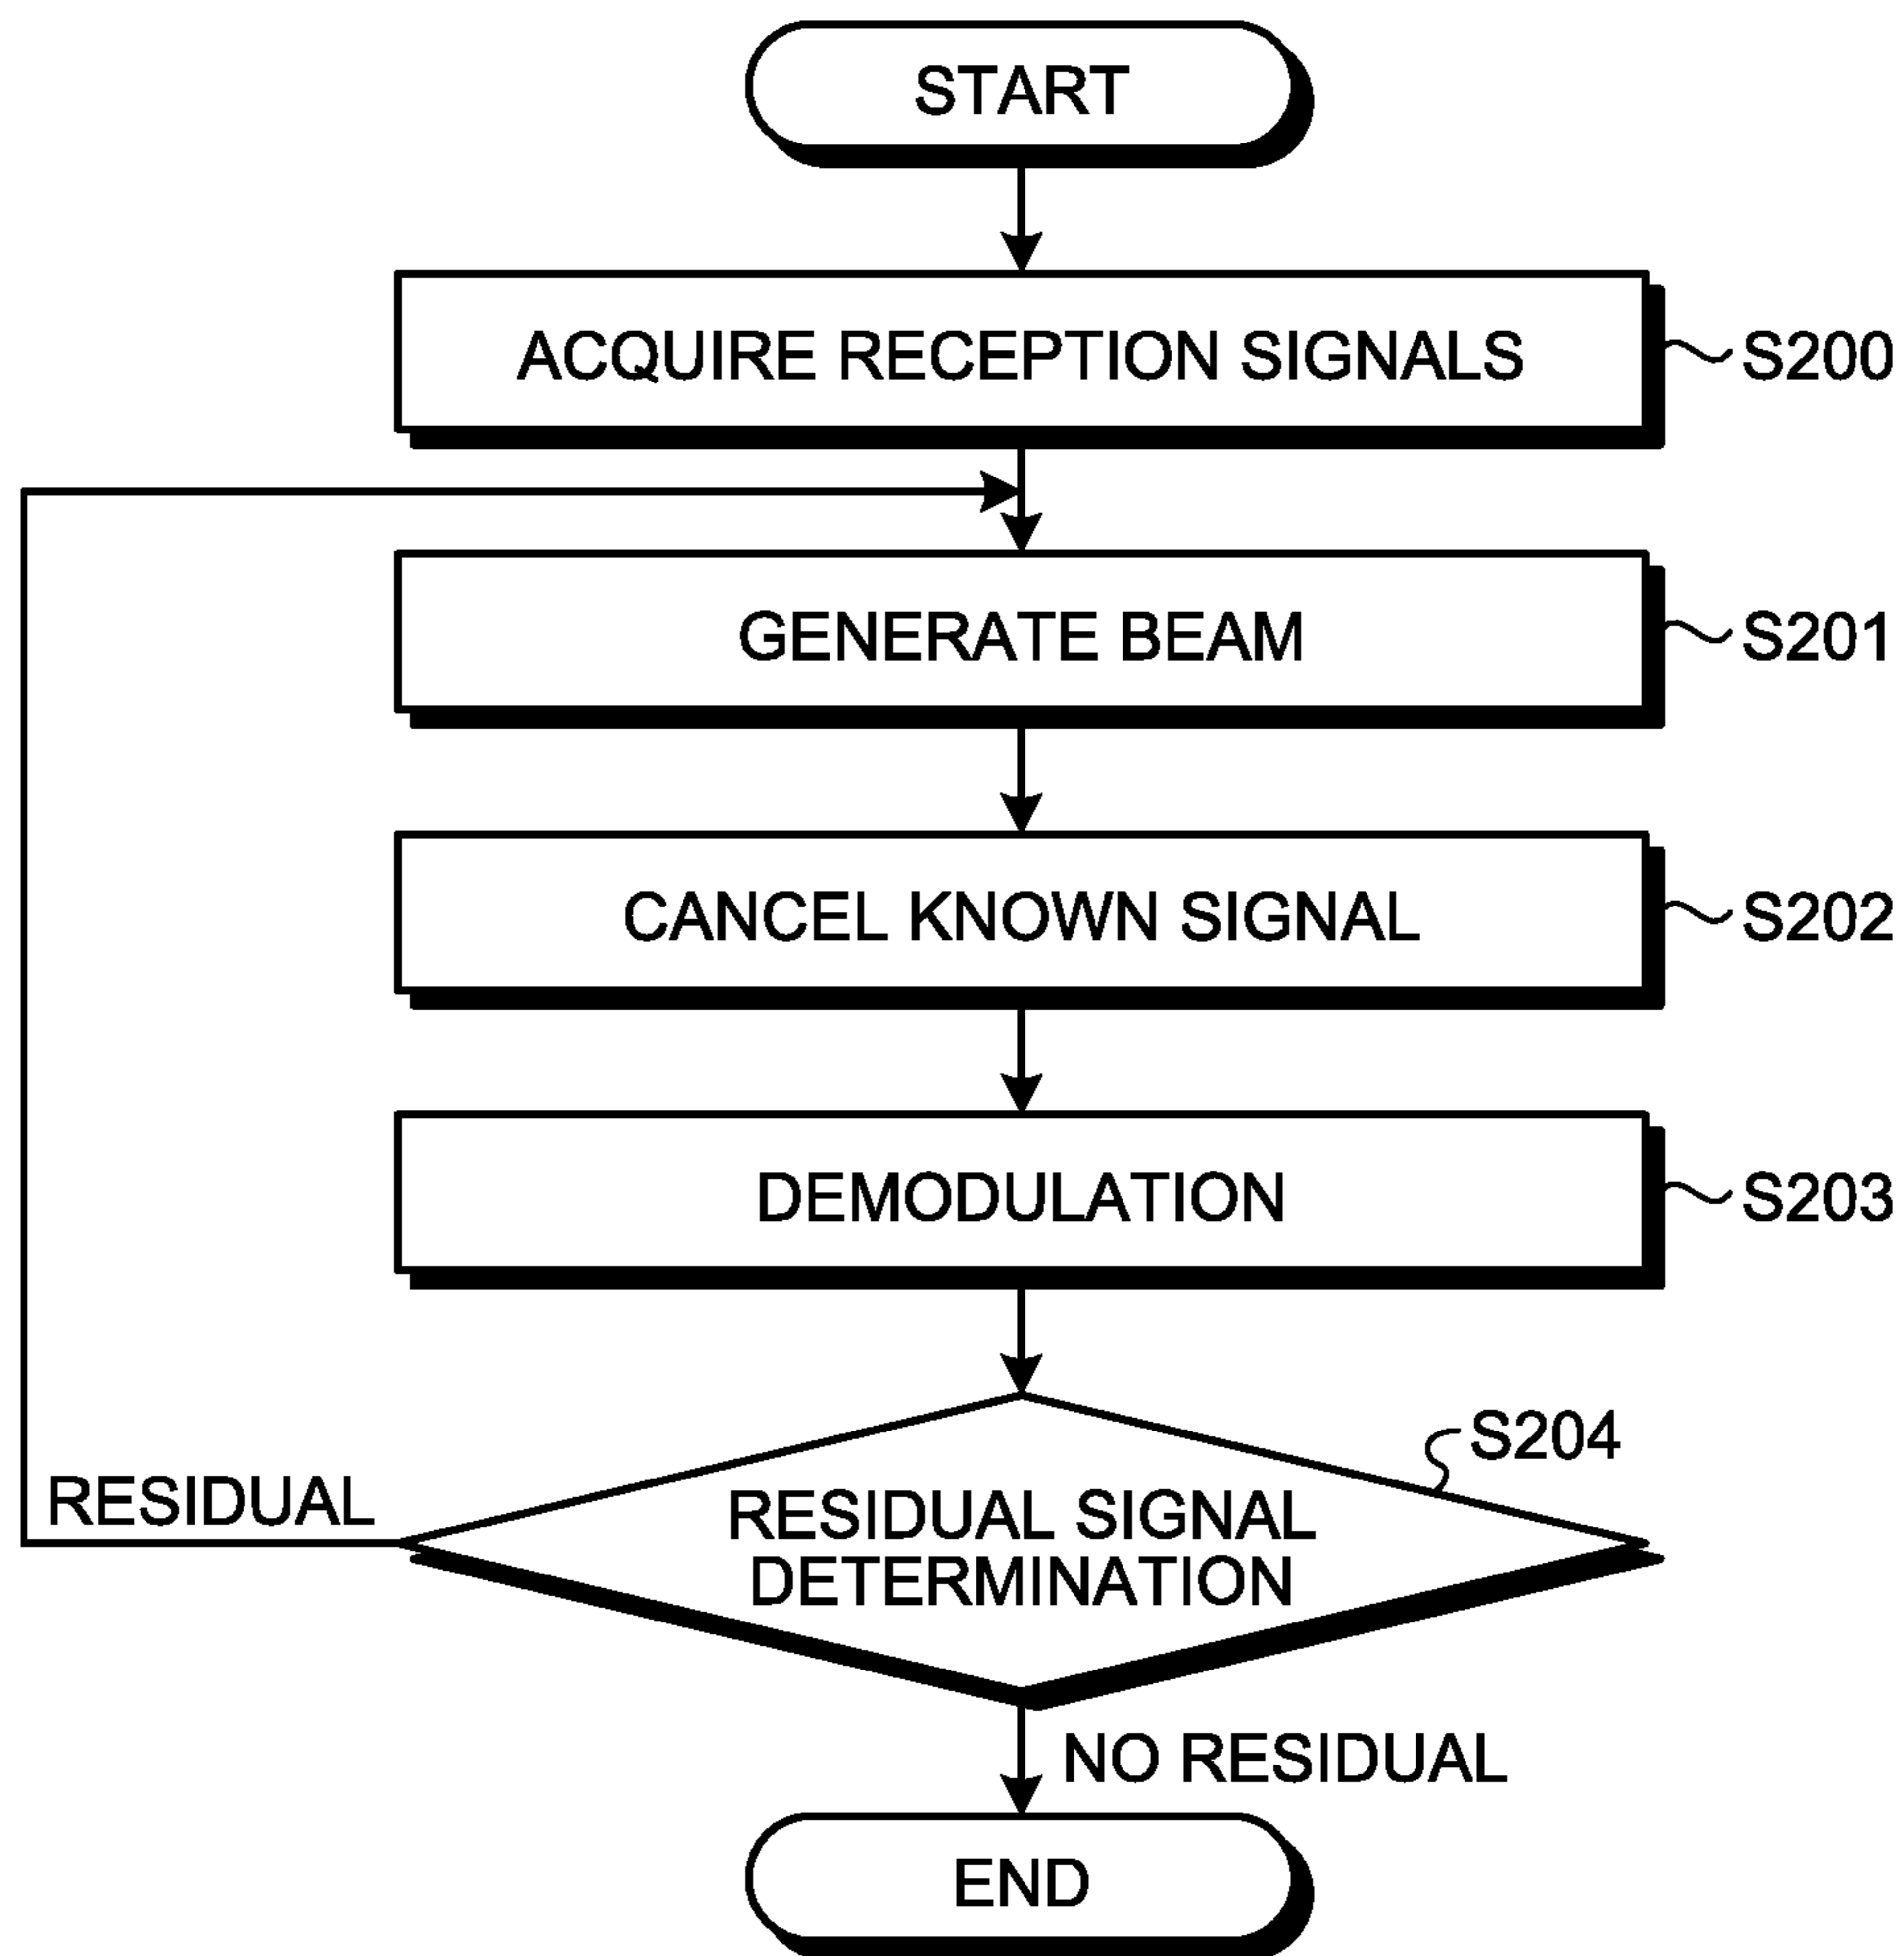 START
ACQUIRE RECEPTION SIGNALS
S200
GENERATE BEAM
S201
CANCEL KNOWN SIGNAL
S202
DEMODULATION
S203
S204
RESIDUAL
RESIDUAL SIGNAL
DETERMINATION
NO RESIDUAL
END